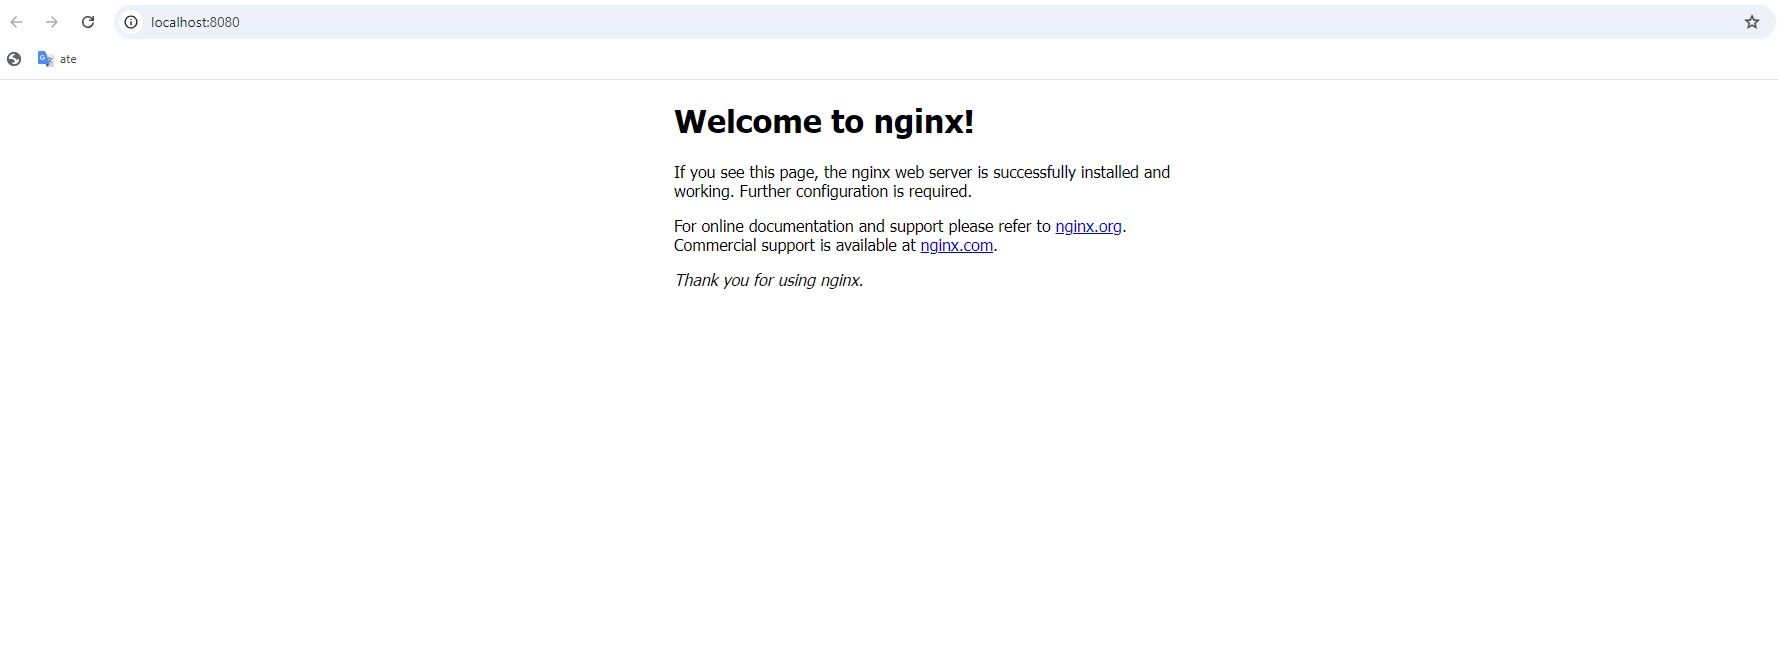 localhost:8080
ate
Welcome to nginx!
If you see this page, the nginx web server is successfully installed and
working. Further configuration is required.
For online documentation and support please refer to nginx.org.
Commercial support is available at nginx.com.
Thank you for using nginx.